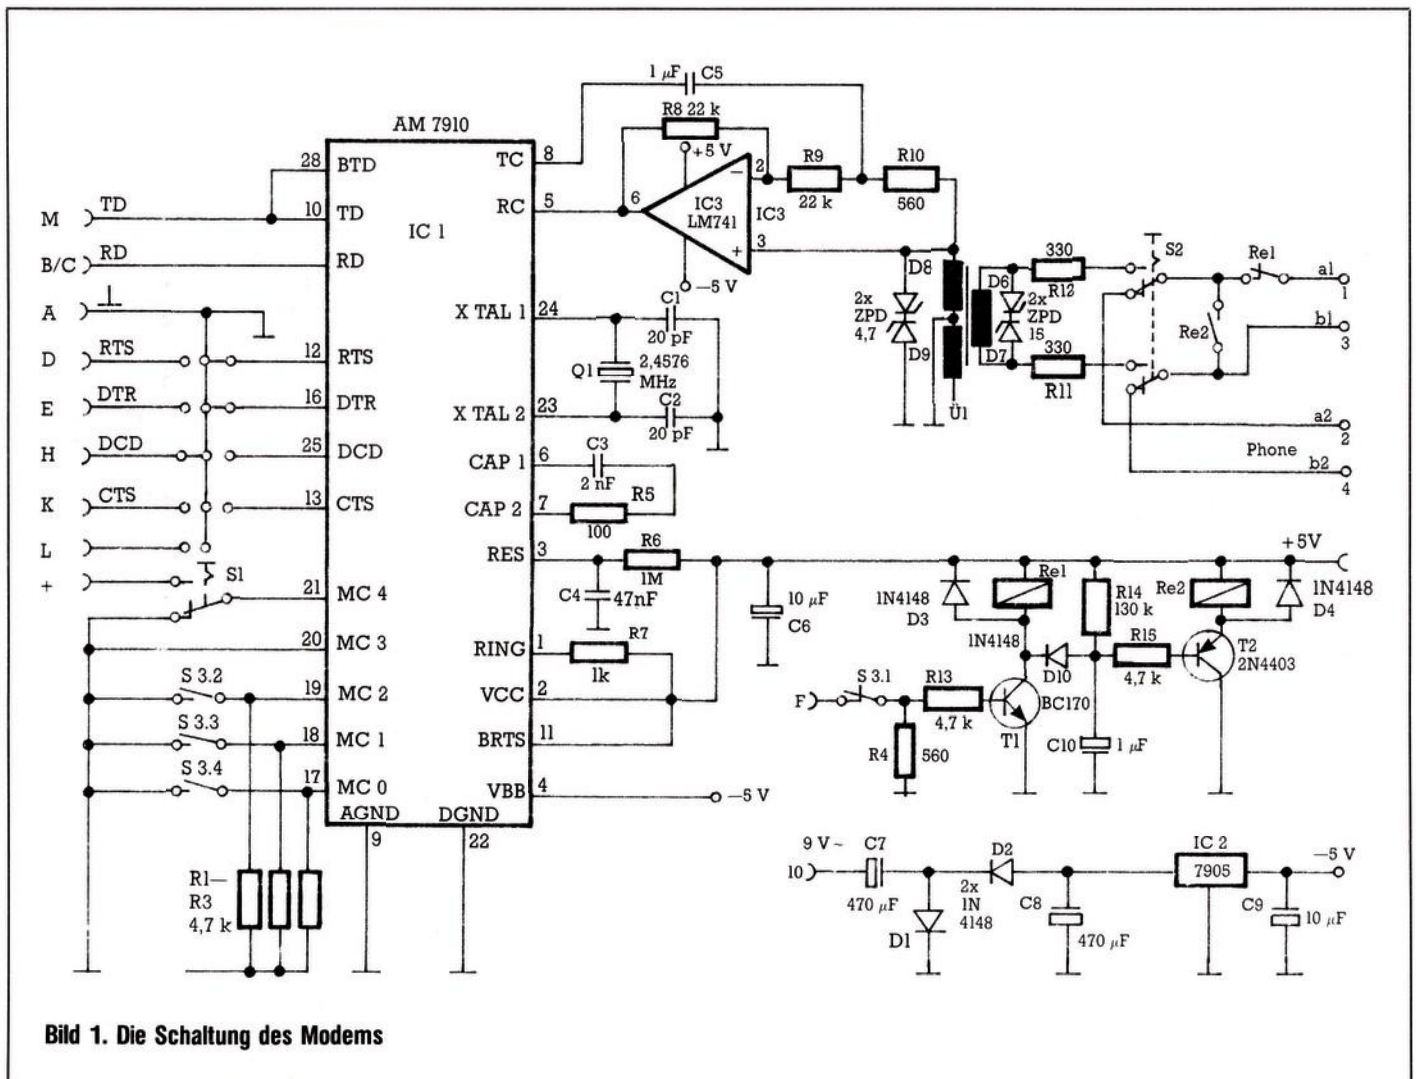 1 µF C5
R8 22 k
AM 7910
+5 V
28 BTD
TC 8
2
R9
22 k
R10
560
M TD
10 TD
IC 1
RC 5
6
IC3
LM741
IC3
−
+
3
B/C RD
RD
−5 V
A
X TAL 1 24
C1
20 pF
2x
ZPD
4,7
D8
D9
D6
2x
ZPD
15
D7
330
R12
330
R11
Ü1
S2
Re1
Re2
a1
1
b1
3
a2
2
Phone
b2
4
D RTS
12 RTS
Q1
2,4576
MHz
E DTR
16 DTR
X TAL 2 23
C2
20 pF
H DCD
25 DCD
CAP 1 6
C3
2 nF
K CTS
13 CTS
CAP 2 7
R5
100
L
RES 3
R6
1M
+5V
+
S1
21 MC 4
C4 47nF
10 µF
C6
1N4148
D3
Re1
R14
130 k
Re2
1N4148
D4
20 MC 3
RING 1
R7
1k
1N4148
D10
R15
4,7 k
T2
2N4403
S 3.2
19 MC 2
VCC 2
F
S 3.1
R13
4,7 k
BC170
T1
S 3.3
18 MC 1
BRTS 11
R4 560
C10 1 µF
S 3.4
17 MC 0
VBB 4
−5 V
AGND DGND
9 22
R1—
R3
4,7 k
9 V ~
10
C7
470 µF
D1
D2
2x
1N
4148
C8
470 µF
IC 2
7905
C9
10 µF
−5 V
Bild 1. Die Schaltung des Modems